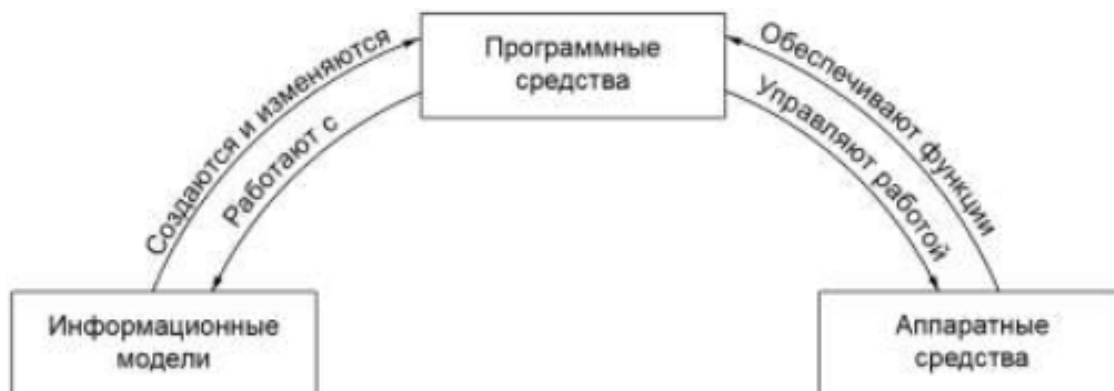 Программные
средства
Создаются и изменяются
Работают с
Обеспечивают функции
Управляют работой
Информационные
модели
Аппаратные
средства